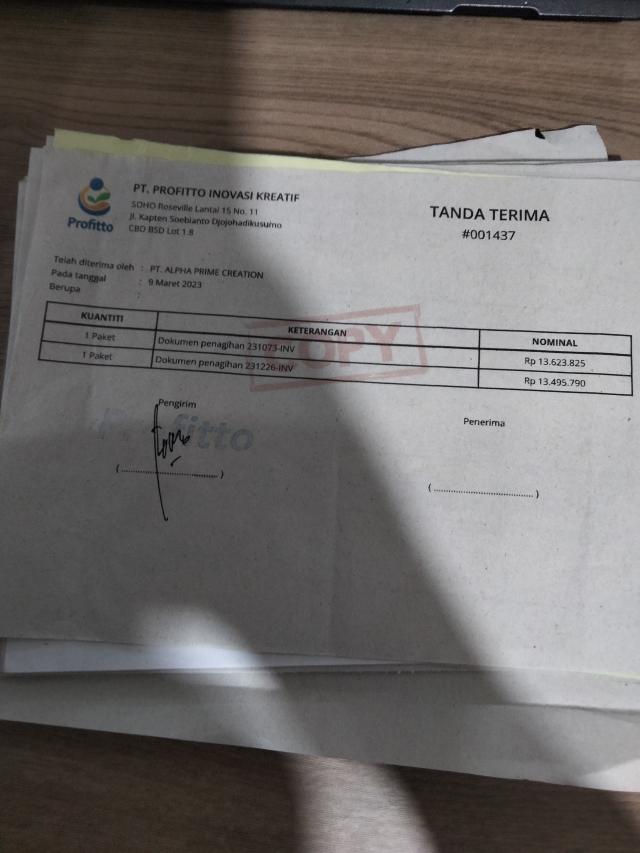 PT. PROFITTO INOVASI KREATIF
SOHO Roseville Lantai 15 No. 11
Jl. Kapten Soebianto Djojohadikusumo
CBD BSD Lot 1.8
Profitto
TANDA TERIMA
#001437
Telah diterima oleh : PT. ALPHA PRIME CREATION
Pada tanggal : 9 Maret 2023
Berupa :
KUANTITI KETERANGAN NOMINAL
1 Paket Dokumen penagihan 231073-INV Rp 13.623.825
1 Paket Dokumen penagihan 231226-INV Rp 13.495.790
COPY
Pengirim Penerima
Profitto
(..............................) (..............................)